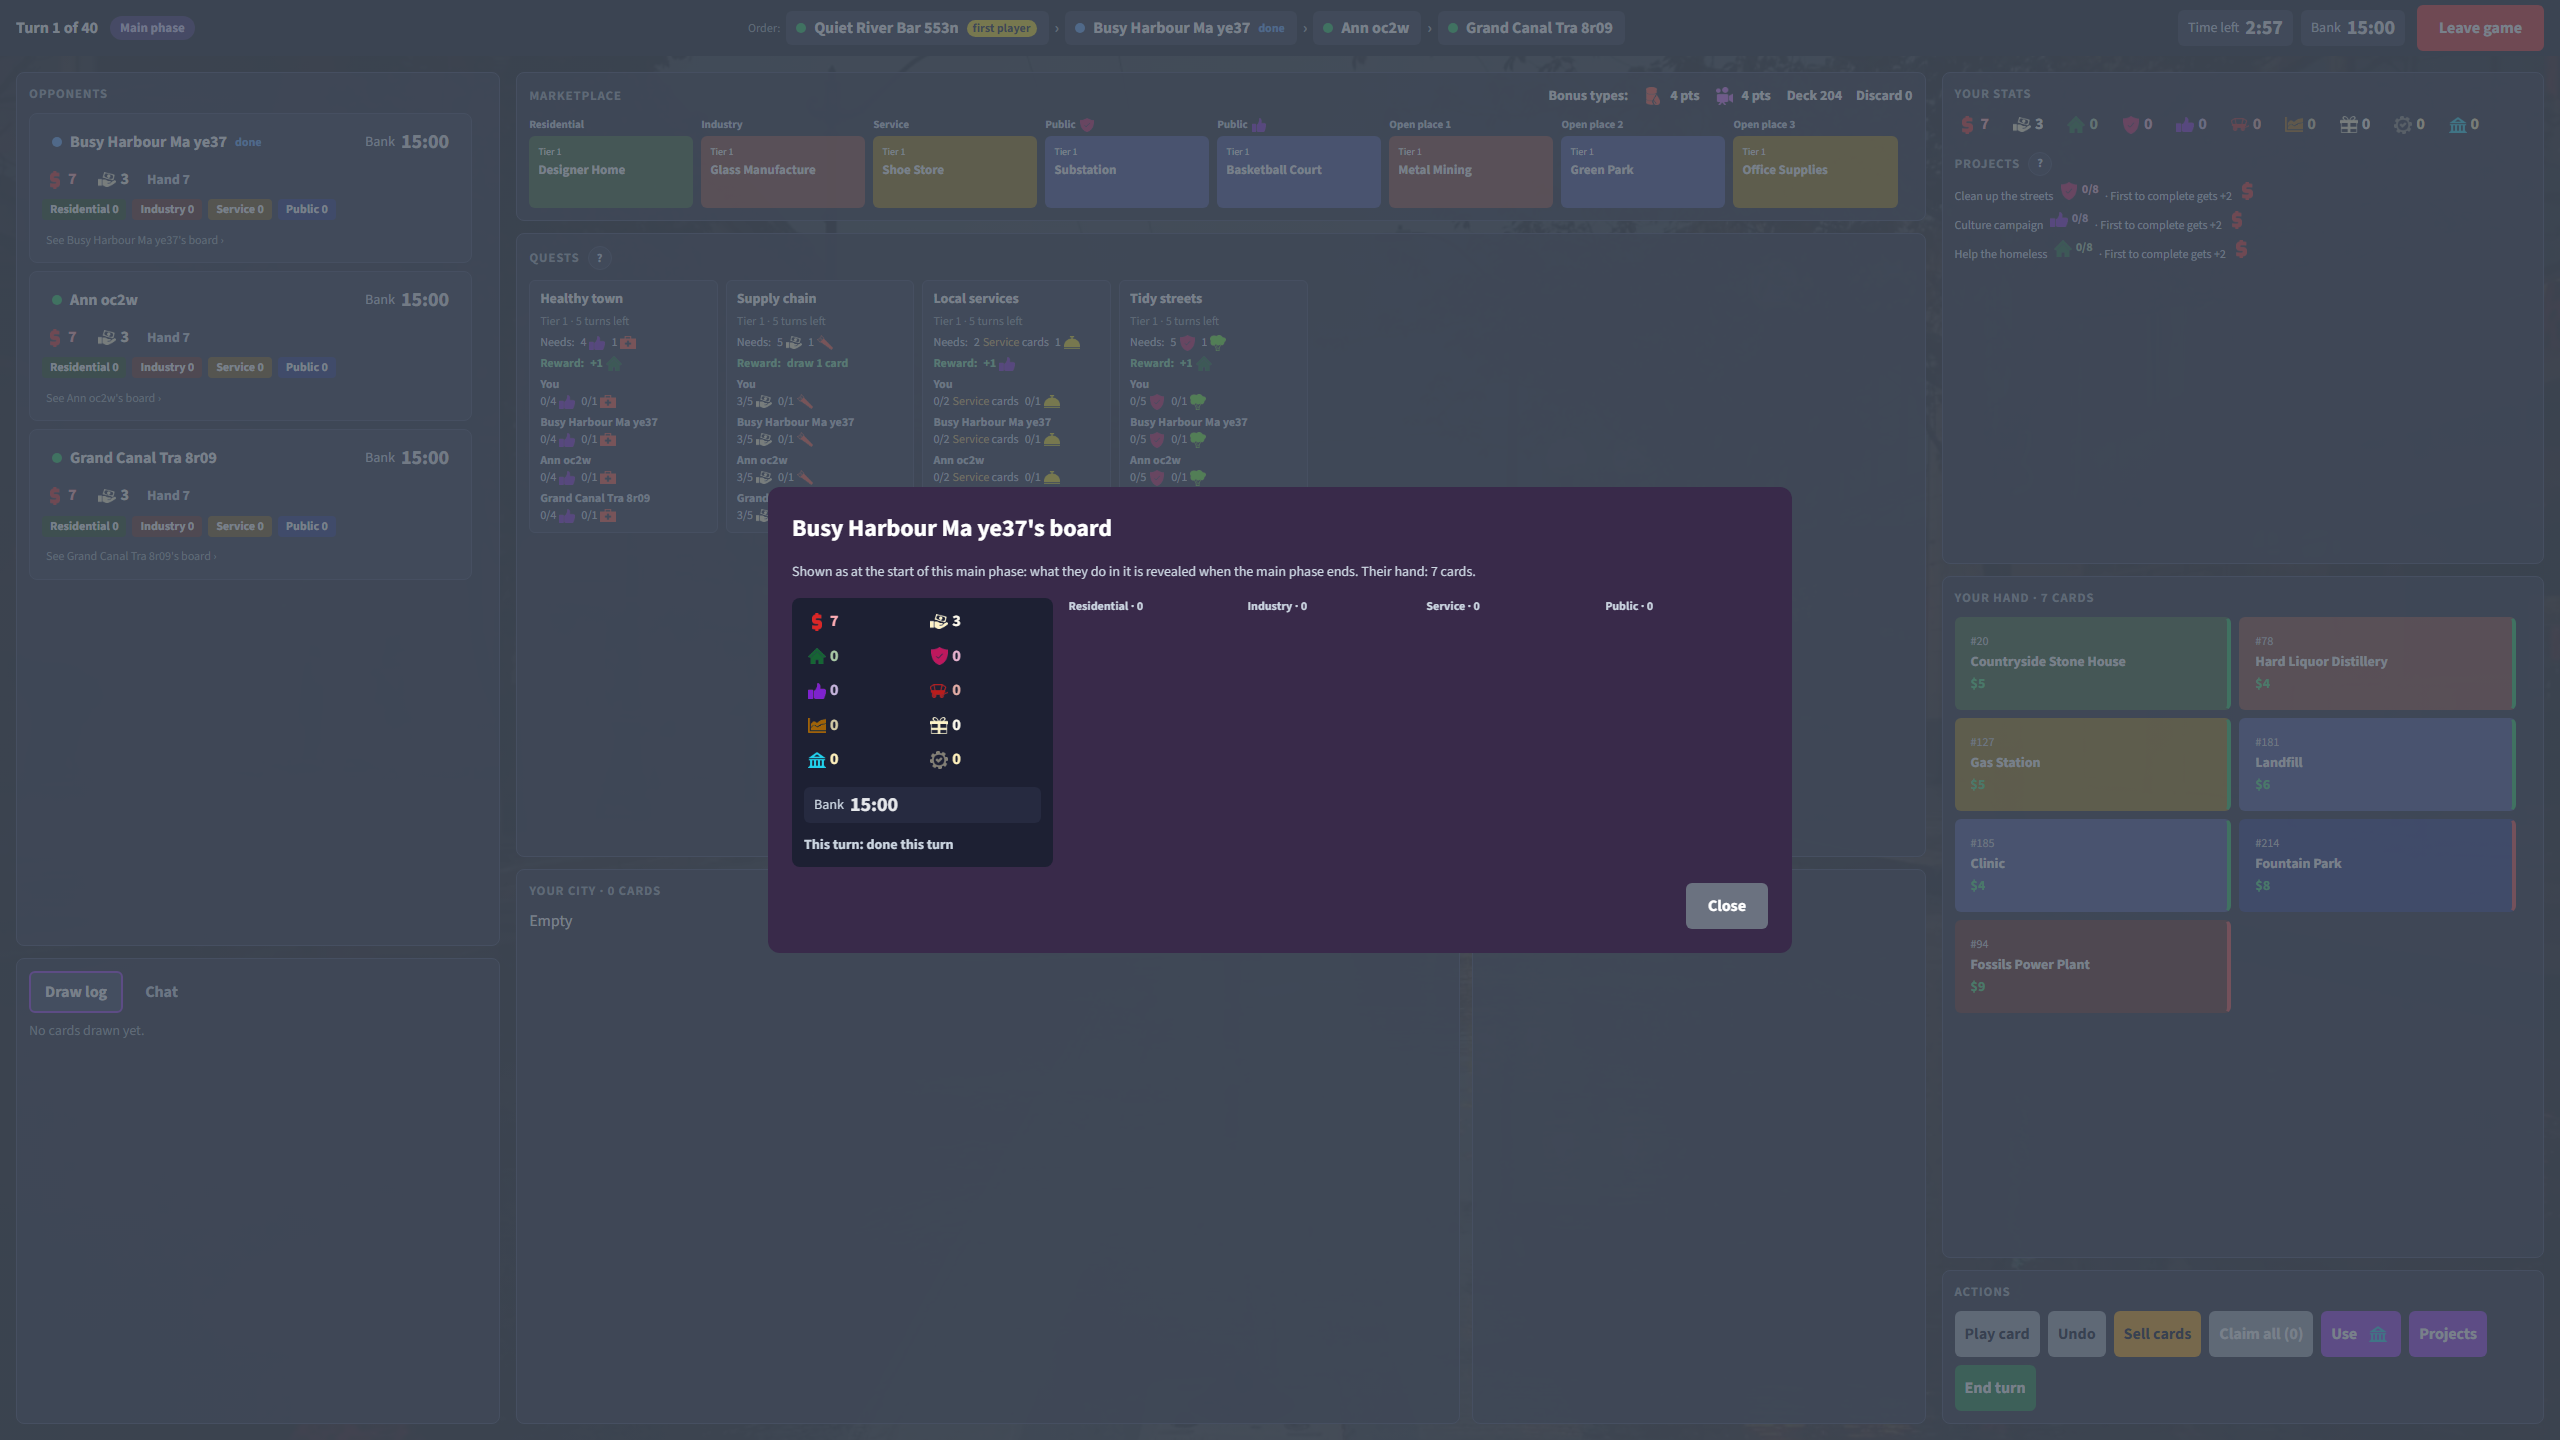 Turn 1 of 40 Main phase
Order: Quiet River Bar 553n first player › Busy Harbour Ma ye37 done › Ann oc2w › Grand Canal Tra 8r09
Time left 2:57 Bank 15:00 Leave game
OPPONENTS
Busy Harbour Ma ye37 done Bank 15:00
7 3 Hand 7
Residential 0 Industry 0 Service 0 Public 0
See Busy Harbour Ma ye37's board ›
Ann oc2w Bank 15:00
7 3 Hand 7
Residential 0 Industry 0 Service 0 Public 0
See Ann oc2w's board ›
Grand Canal Tra 8r09 Bank 15:00
7 3 Hand 7
Residential 0 Industry 0 Service 0 Public 0
See Grand Canal Tra 8r09's board ›
Draw log Chat
No cards drawn yet.
MARKETPLACE Bonus types: 4 pts 4 pts Deck 204 Discard 0
Residential Industry Service Public Public Open place 1 Open place 2 Open place 3
Tier 1 Tier 1 Tier 1 Tier 1 Tier 1 Tier 1 Tier 1 Tier 1
Designer Home Glass Manufacture Shoe Store Substation Basketball Court Metal Mining Green Park Office Supplies
QUESTS ?
Healthy town Supply chain Local services Tidy streets
Tier 1 · 5 turns left Tier 1 · 5 turns left Tier 1 · 5 turns left Tier 1 · 5 turns left
Needs: 4 1 Needs: 5 1 Needs: 2 Service cards 1 Needs: 5 1
Reward: +1 Reward: draw 1 card Reward: +1 Reward: +1
You You You You
0/4 0/1 3/5 0/1 0/2 Service cards 0/1 0/5 0/1
Busy Harbour Ma ye37 Busy Harbour Ma ye37 Busy Harbour Ma ye37 Busy Harbour Ma ye37
0/4 0/1 3/5 0/1 0/2 Service cards 0/1 0/5 0/1
Ann oc2w Ann oc2w Ann oc2w Ann oc2w
0/4 0/1 3/5 0/1 0/2 Service cards 0/1 0/5 0/1
Grand Canal Tra 8r09 Grand
0/4 0/1 3/5
Busy Harbour Ma ye37's board
Shown as at the start of this main phase: what they do in it is revealed when the main phase ends. Their hand: 7 cards.
7 3
0 0
0 0
0 0
0 0
Bank 15:00
This turn: done this turn
Residential · 0 Industry · 0 Service · 0 Public · 0
Close
YOUR CITY · 0 CARDS
Empty
YOUR STATS
7 3 0 0 0 0 0 0 0 0
PROJECTS ?
Clean up the streets 0/8 · First to complete gets +2
Culture campaign 0/8 · First to complete gets +2
Help the homeless 0/8 · First to complete gets +2
YOUR HAND · 7 CARDS
#20 #78
Countryside Stone House Hard Liquor Distillery
$5 $4
#127 #181
Gas Station Landfill
$5 $6
#185 #214
Clinic Fountain Park
$4 $8
#94
Fossils Power Plant
$9
ACTIONS
Play card Undo Sell cards Claim all (0) Use Projects
End turn